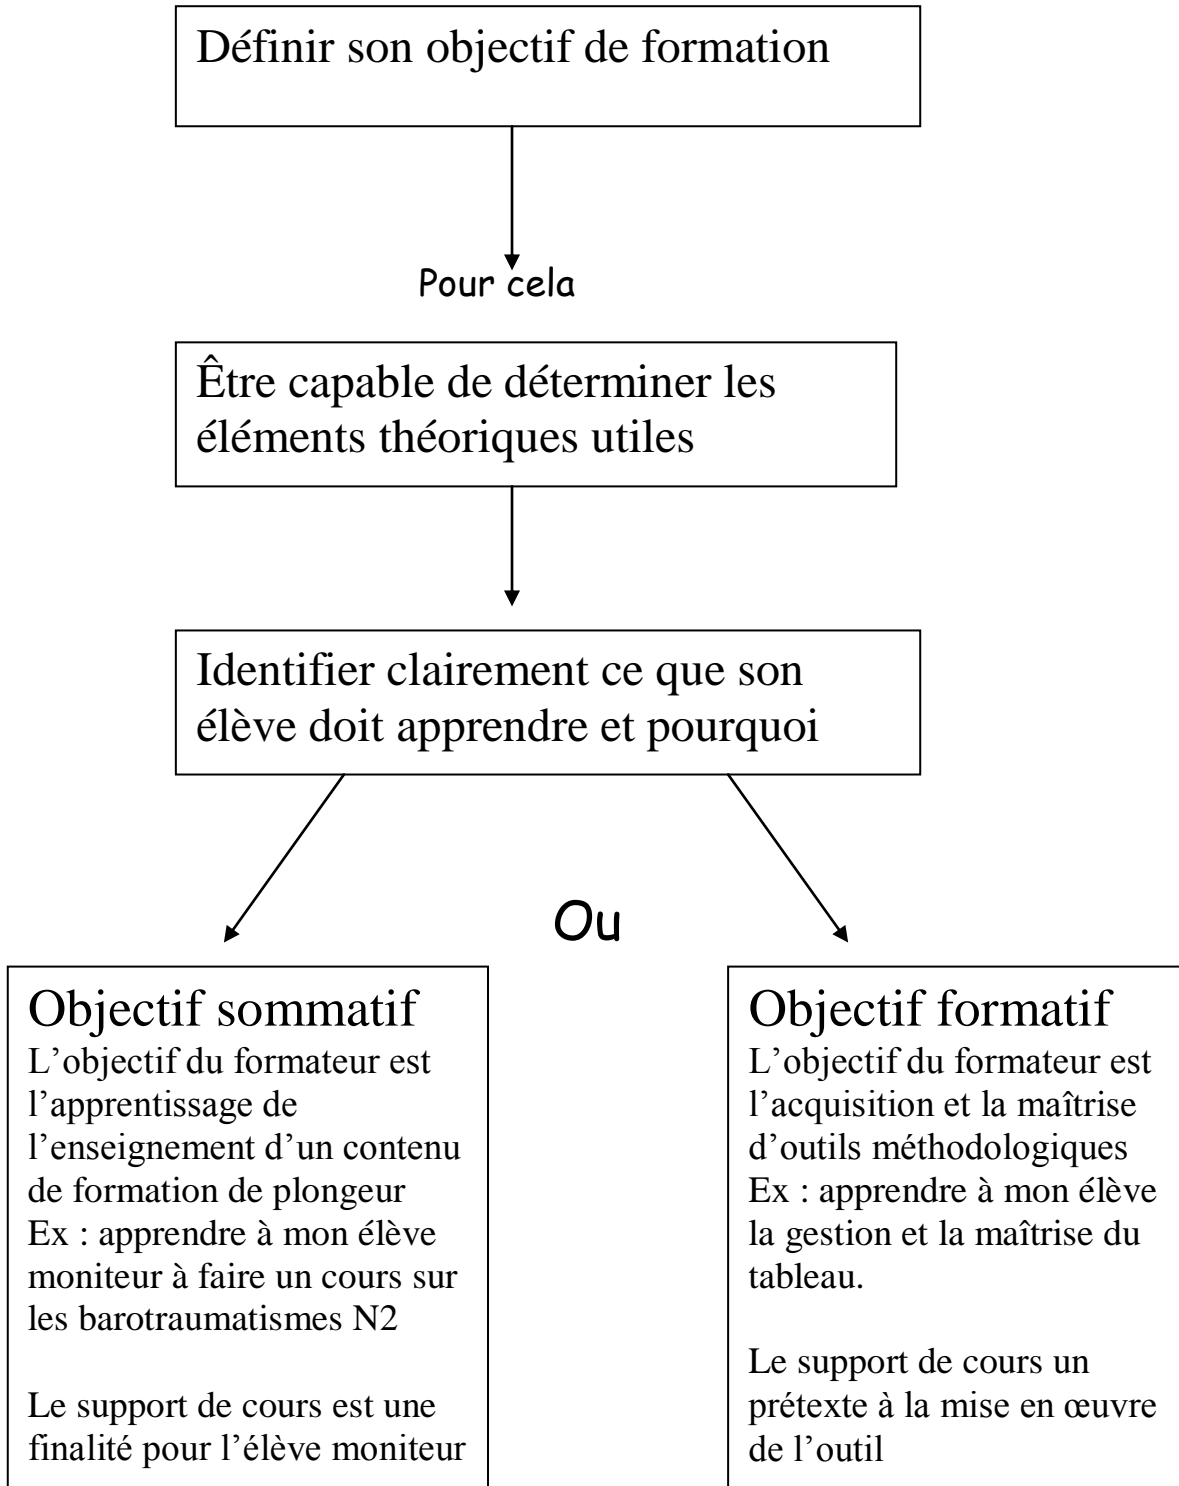 Définir son objectif de formation
Pour cela
Être capable de déterminer les
éléments théoriques utiles
Identifier clairement ce que son
élève doit apprendre et pourquoi
Ou
Objectif sommatif
L’objectif du formateur est
l’apprentissage de
l’enseignement d’un contenu
de formation de plongeur
Ex : apprendre à mon élève
moniteur à faire un cours sur
les barotraumatismes N2
Le support de cours est une
finalité pour l’élève moniteur
Objectif formatif
L’objectif du formateur est
l’acquisition et la maîtrise
d’outils méthodologiques
Ex : apprendre à mon élève
la gestion et la maîtrise du
tableau.
Le support de cours un
prétexte à la mise en œuvre
de l’outil